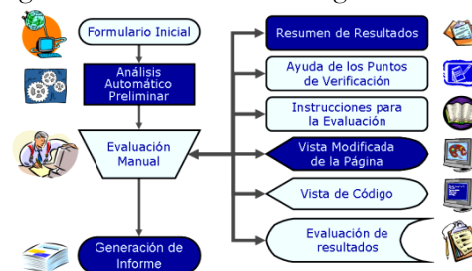 Formulario Inicial
Análisis
Automático
Preliminar
Evaluación
Manual
Generación de
Informe
Resumen de Resultados
Ayuda de los Puntos
de Verificación
Instrucciones para
la Evaluación
Vista Modificada
de la Página
Vista de Código
Evaluación de
resultados